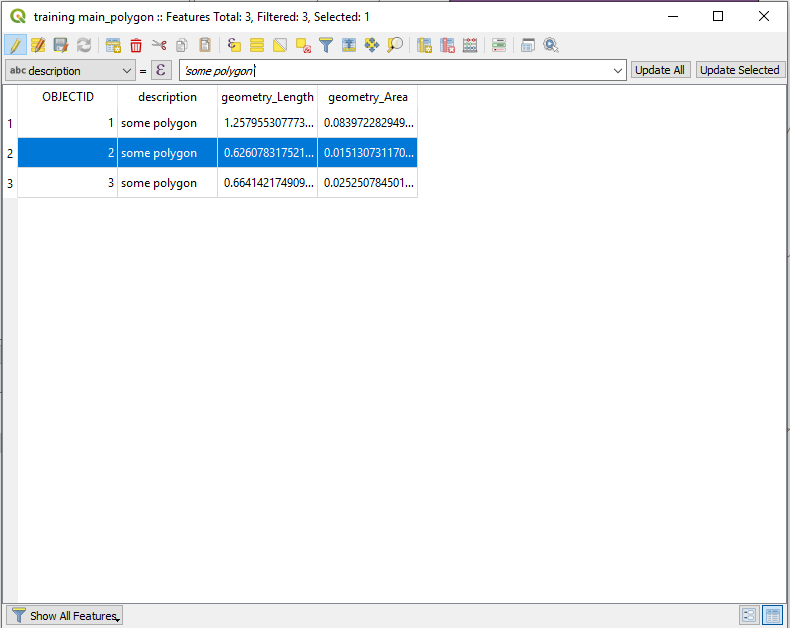 training main_polygon :: Features Total: 3, Filtered: 3, Selected: 1
abc description = ε 'some polygon' Update All Update Selected
OBJECTID description geometry_Length geometry_Area
1 1 some polygon 1.257955307773... 0.083972282949...
2 2 some polygon 0.626078317521... 0.015130731170...
3 3 some polygon 0.664142174909... 0.025250784501...
Show All Features